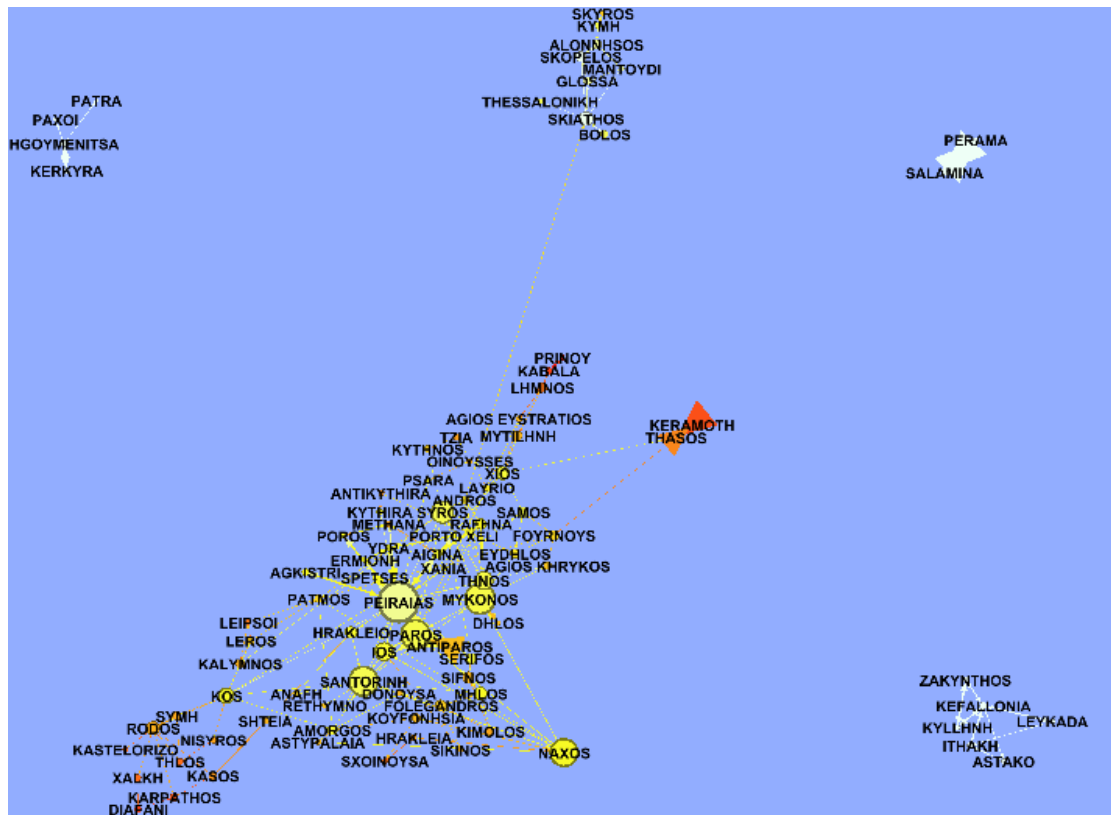 SKYROS
KYMH
ALONNHSOS
SKOPELOS
MANTOYDI
GLOSSA
PATRA
THESSALONIKH
PAXOI
SKIATHOS
BOLOS
PERAMA
HGOYMENITSA
KERKYRA
SALAMINA
PRINOY
KABALA
LHMNOS
AGIOS EYSTRATIOS
KERAMOTH
TZIA
MYTILHNH
THASOS
KYTHNOS
OINOYSSES
XIOS
PSARA
LAYRIO
ANTIKYTHIRA
ANDROS
KYTHIRA
SYROS
SAMOS
METHANA
RAFHNA
POROS
PORTO XELI
FOYRNOYS
YDRA
AIGINA
EYDHLOS
ERMIONH
XANIA
AGIOS KHRYKOS
AGKISTRI
SPETSES
THNOS
PATMOS
PEIRAIAS
MYKONOS
LEIPSOI
DHLOS
HRAKLEIO
PAROS
LEROS
ANTIPAROS
IOS
SERIFOS
KALYMNOS
SIFNOS
SANTORINH
ZAKYNTHOS
KOS
ANAFH
DONOYSA
MHLOS
RETHYMNO
FOLEGANDROS
KEFALLONIA
SYMH
SHTEIA
KOYFONHSIA
LEYKADA
RODOS
AMORGOS
KIMOLOS
KYLLHNH
NISYROS
ASTYPALAIA
HRAKLEIA
ITHAKH
KASTELORIZO
SIKINOS
NAXOS
THLOS
SXOINOYSA
ASTAKO
XALKH
KASOS
KARPATHOS
DIAFANI